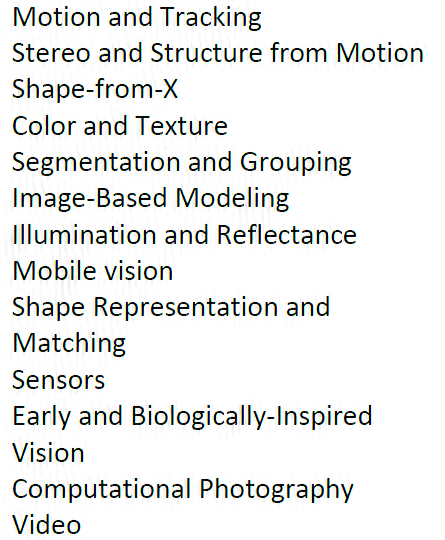 Motion and Tracking
Stereo and Structure from Motion
Shape-from-X
Color and Texture
Segmentation and Grouping
Image-Based Modeling
Illumination and Reflectance
Mobile vision
Shape Representation and
Matching
Sensors
Early and Biologically-Inspired
Vision
Computational Photography
Video